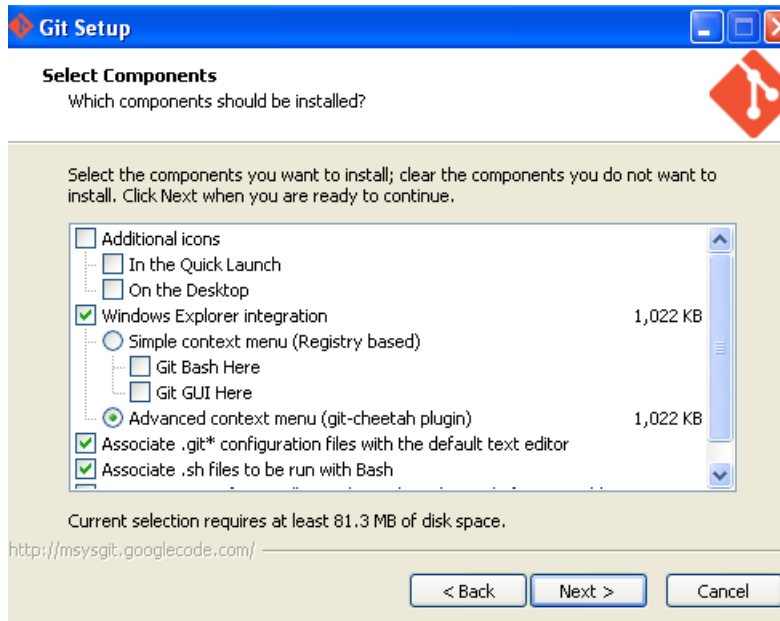 Git Setup
Select Components
Which components should be installed?
Select the components you want to install; clear the components you do not want to
install. Click Next when you are ready to continue.
Additional icons
In the Quick Launch
On the Desktop
Windows Explorer integration 1,022 KB
Simple context menu (Registry based)
Git Bash Here
Git GUI Here
Advanced context menu (git-cheetah plugin) 1,022 KB
Associate .git* configuration files with the default text editor
Associate .sh files to be run with Bash
Current selection requires at least 81.3 MB of disk space.
http://msysgit.googlecode.com/
< Back Next > Cancel